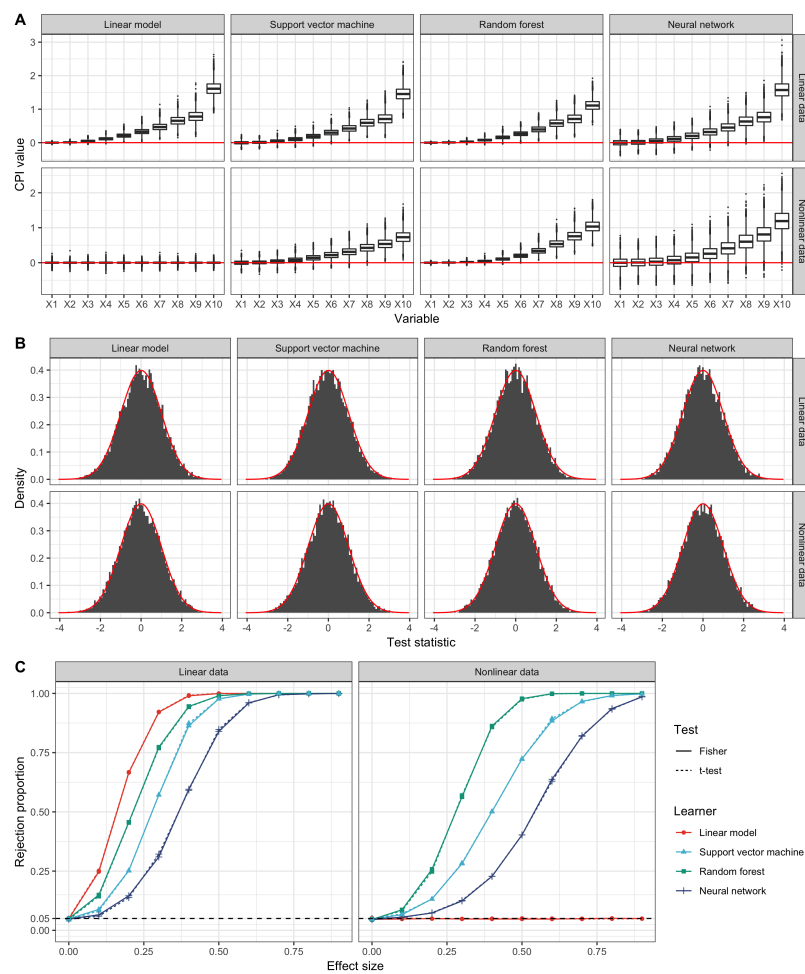 A
Linear model Support vector machine Random forest Neural network
3
2
1
0
Linear data
2
1
0
Nonlinear data
CPI value
X1 X2 X3 X4 X5 X6 X7 X8 X9 X10 X1 X2 X3 X4 X5 X6 X7 X8 X9 X10 X1 X2 X3 X4 X5 X6 X7 X8 X9 X10 X1 X2 X3 X4 X5 X6 X7 X8 X9 X10
Variable
B
Linear model Support vector machine Random forest Neural network
0.4
0.3
0.2
0.1
0.0
Linear data
0.4
0.3
0.2
0.1
0.0
Nonlinear data
Density
-4 -2 0 2 4 -4 -2 0 2 4 -4 -2 0 2 4 -4 -2 0 2 4
Test statistic
C
Linear data Nonlinear data
1.00
0.75
0.50
0.25
0.05
0.00
Rejection proportion
0.00 0.25 0.50 0.75 0.00 0.25 0.50 0.75
Effect size
Test
Fisher
t-test
Learner
Linear model
Support vector machine
Random forest
Neural network